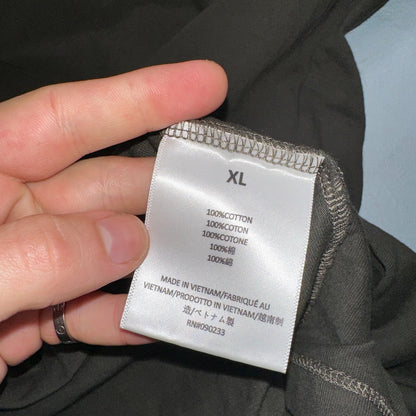 XL
100%COTTON
100%COTON
100%COTONE
100%棉
100%綿
MADE IN VIETNAM/FABRIQUÉ AU
VIETNAM/PRODOTTO IN VIETNAM/越南制
造/ベトナム製
RN#090233